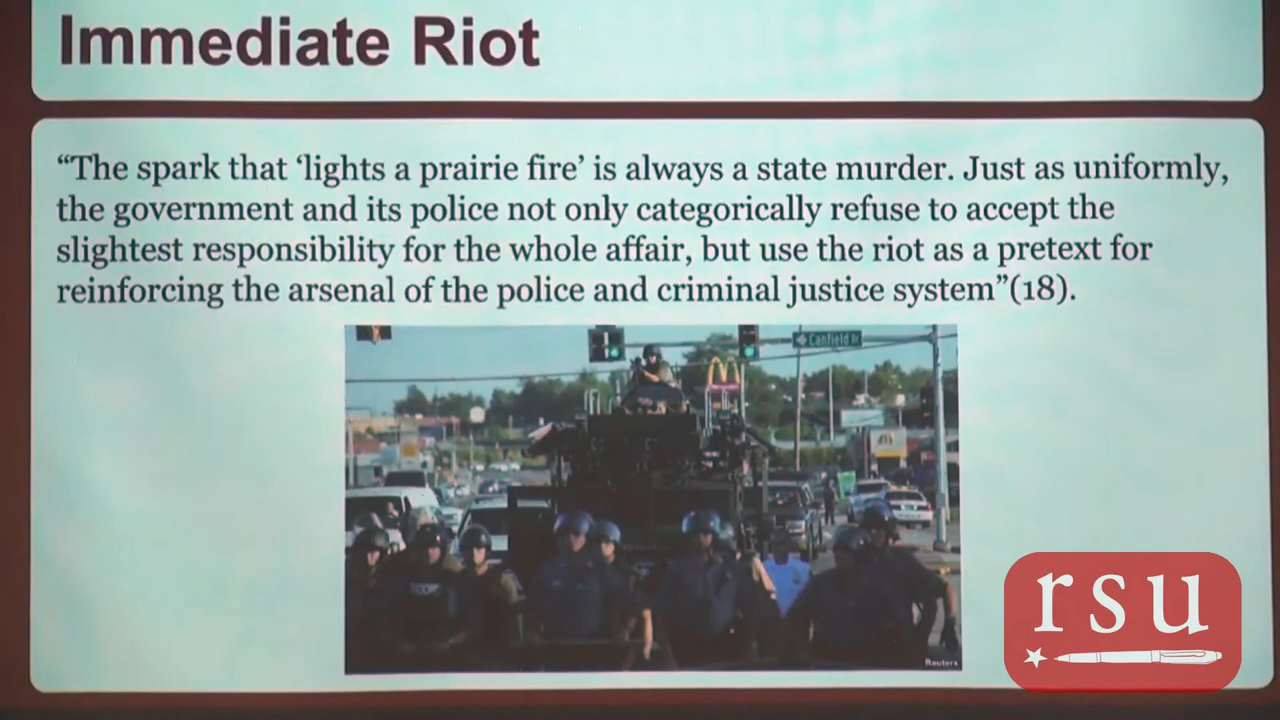 Immediate Riot
“The spark that ‘lights a prairie fire’ is always a state murder. Just as uniformly,
the government and its police not only categorically refuse to accept the
slightest responsibility for the whole affair, but use the riot as a pretext for
reinforcing the arsenal of the police and criminal justice system”(18).
Canfield Dr
Reuters
rsu